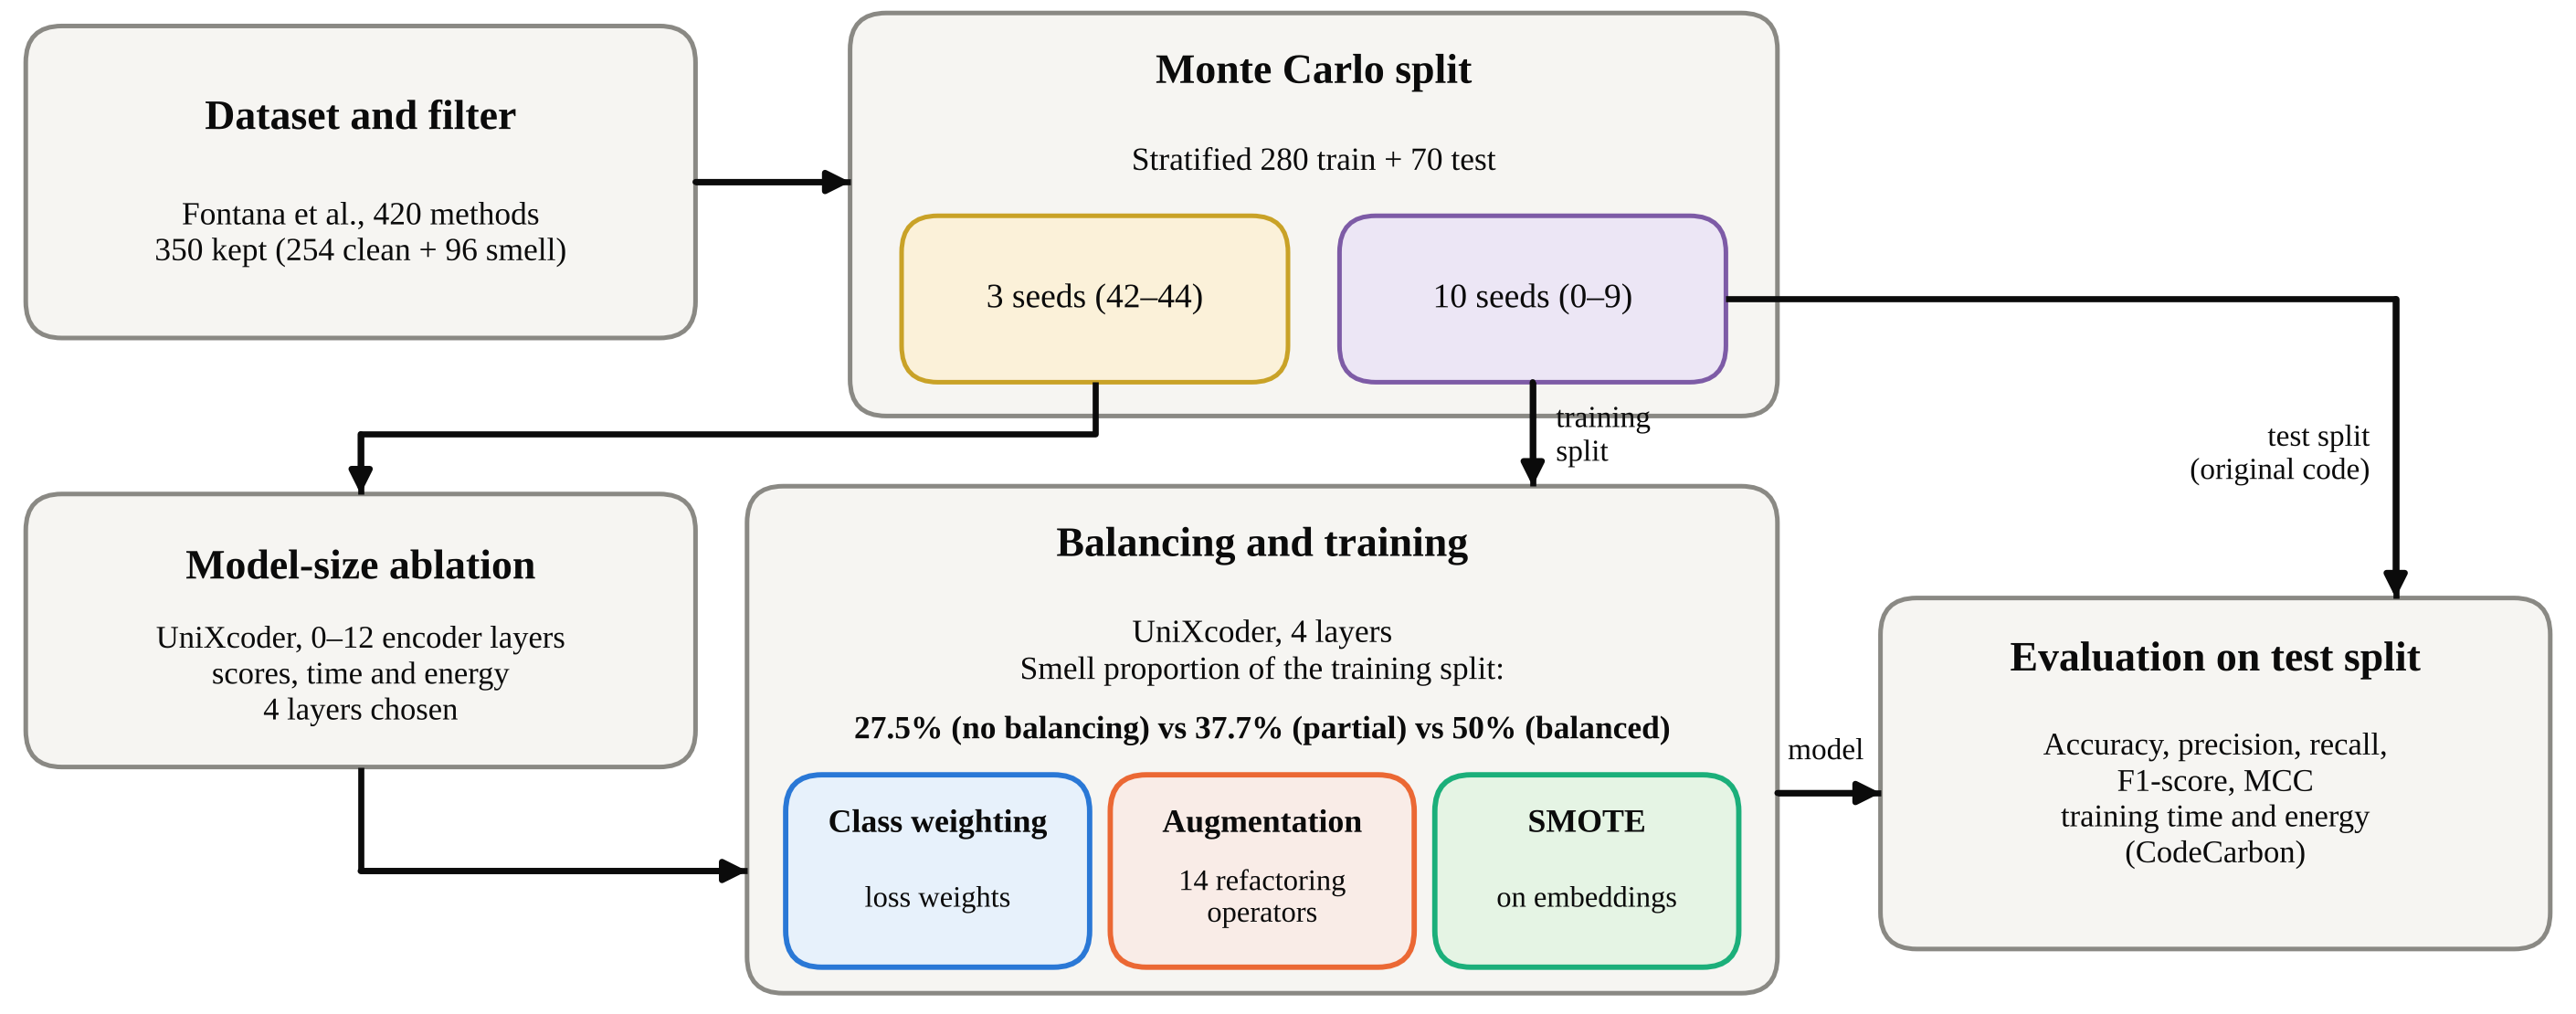 Dataset and filter
Fontana et al., 420 methods
350 kept (254 clean + 96 smell)
Monte Carlo split
Stratified 280 train + 70 test
3 seeds (42–44)
10 seeds (0–9)
training
split
test split
(original code)
Model-size ablation
UniXcoder, 0–12 encoder layers
scores, time and energy
4 layers chosen
Balancing and training
UniXcoder, 4 layers
Smell proportion of the training split:
27.5% (no balancing) vs 37.7% (partial) vs 50% (balanced)
Class weighting
loss weights
Augmentation
14 refactoring
operators
SMOTE
on embeddings
model
Evaluation on test split
Accuracy, precision, recall,
F1-score, MCC
training time and energy
(CodeCarbon)